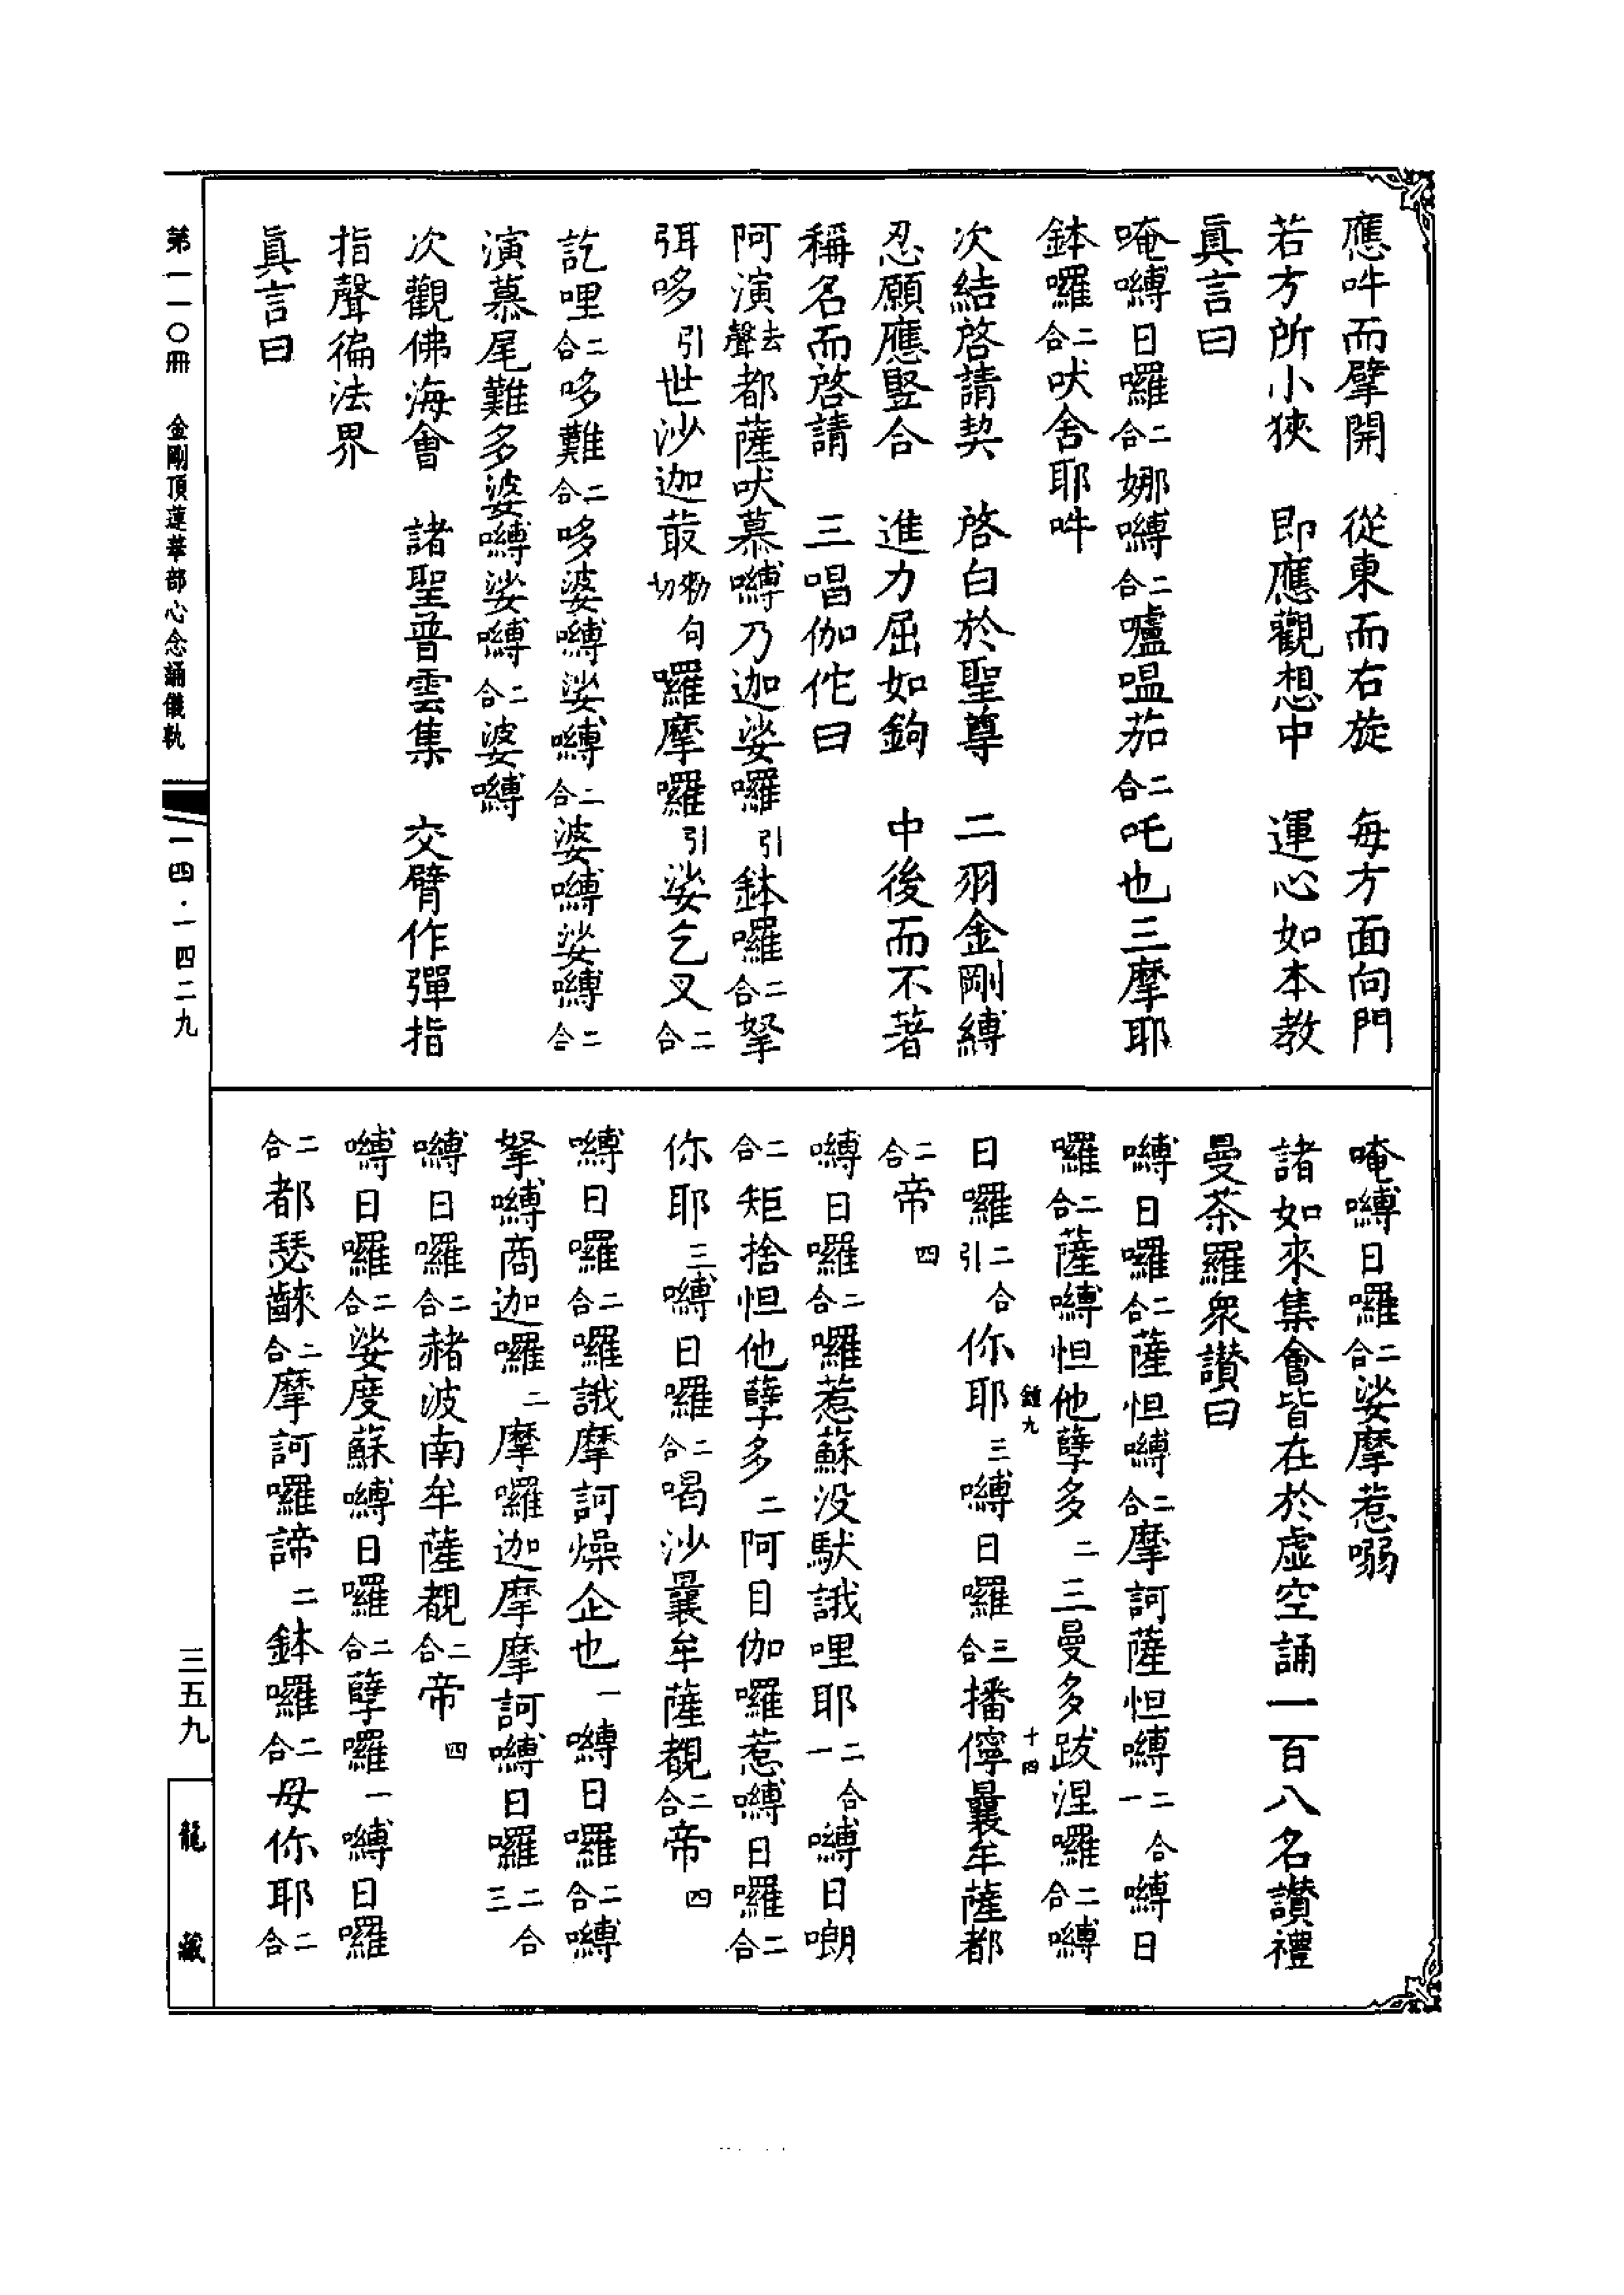 應吽而擘開　從東而右旋　每方面向門
若方所小狹　即應觀想中　運心如本教
真言曰
唵嚩日囉二合娜嚩二合嚧嗢茄二合吒也三摩耶
鉢囉二合吠舍耶吽
次結啓請契　啓白於聖尊　二羽金剛縛
忍願應豎合　進力屈如鉤　中後而不著
稱名而啓請　三唱伽佗曰
阿演去聲都薩吠慕嚩乃迦娑囉引鉢囉二合拏
弭哆引世沙迦蕞勑切句囉摩囉引娑乞叉二合
訖哩二合哆難二合哆婆嚩娑嚩二合婆嚩娑嚩二合
演慕尾難多婆嚩娑嚩二合婆嚩
次觀佛海會　諸聖普雲集　交臂作彈指
指聲徧法界
真言曰
唵嚩日囉二合娑摩惹嗍
諸如來集會皆在於虛空誦一百八名讃禮
曼茶羅衆讃曰
嚩日囉二合薩怛嚩二合摩訶薩怛嚩二合一嚩日
囉二合薩嚩怛他孽多二三曼多跋涅囉二合嚩
日囉二合引你耶三嚩日囉三合播儜曩牟薩都
二合帝四
嚩日囉二合囉惹蘇没馱誐哩耶二合一嚩日㘓
二合矩捨怛他孽多二阿目伽囉惹嚩日囉二合
你耶三嚩日囉二合喝沙曩牟薩覩二合帝四
嚩日囉二合囉誐摩訶燥企也一嚩日囉二合嚩
拏嚩商迦囉二摩囉迦摩摩訶嚩日囉二合三
嚩日囉二合赭波南牟薩覩二合帝四
嚩日囉二合娑度蘇嚩日囉二合孽囉一嚩日囉
二合都瑟齼二合摩訶囉諦二鉢囉二合母你耶二合
鍾九
十四
第一一〇冊　金剛頂蓮華部心念誦儀軌
一四·一四二九
三五九
龍藏